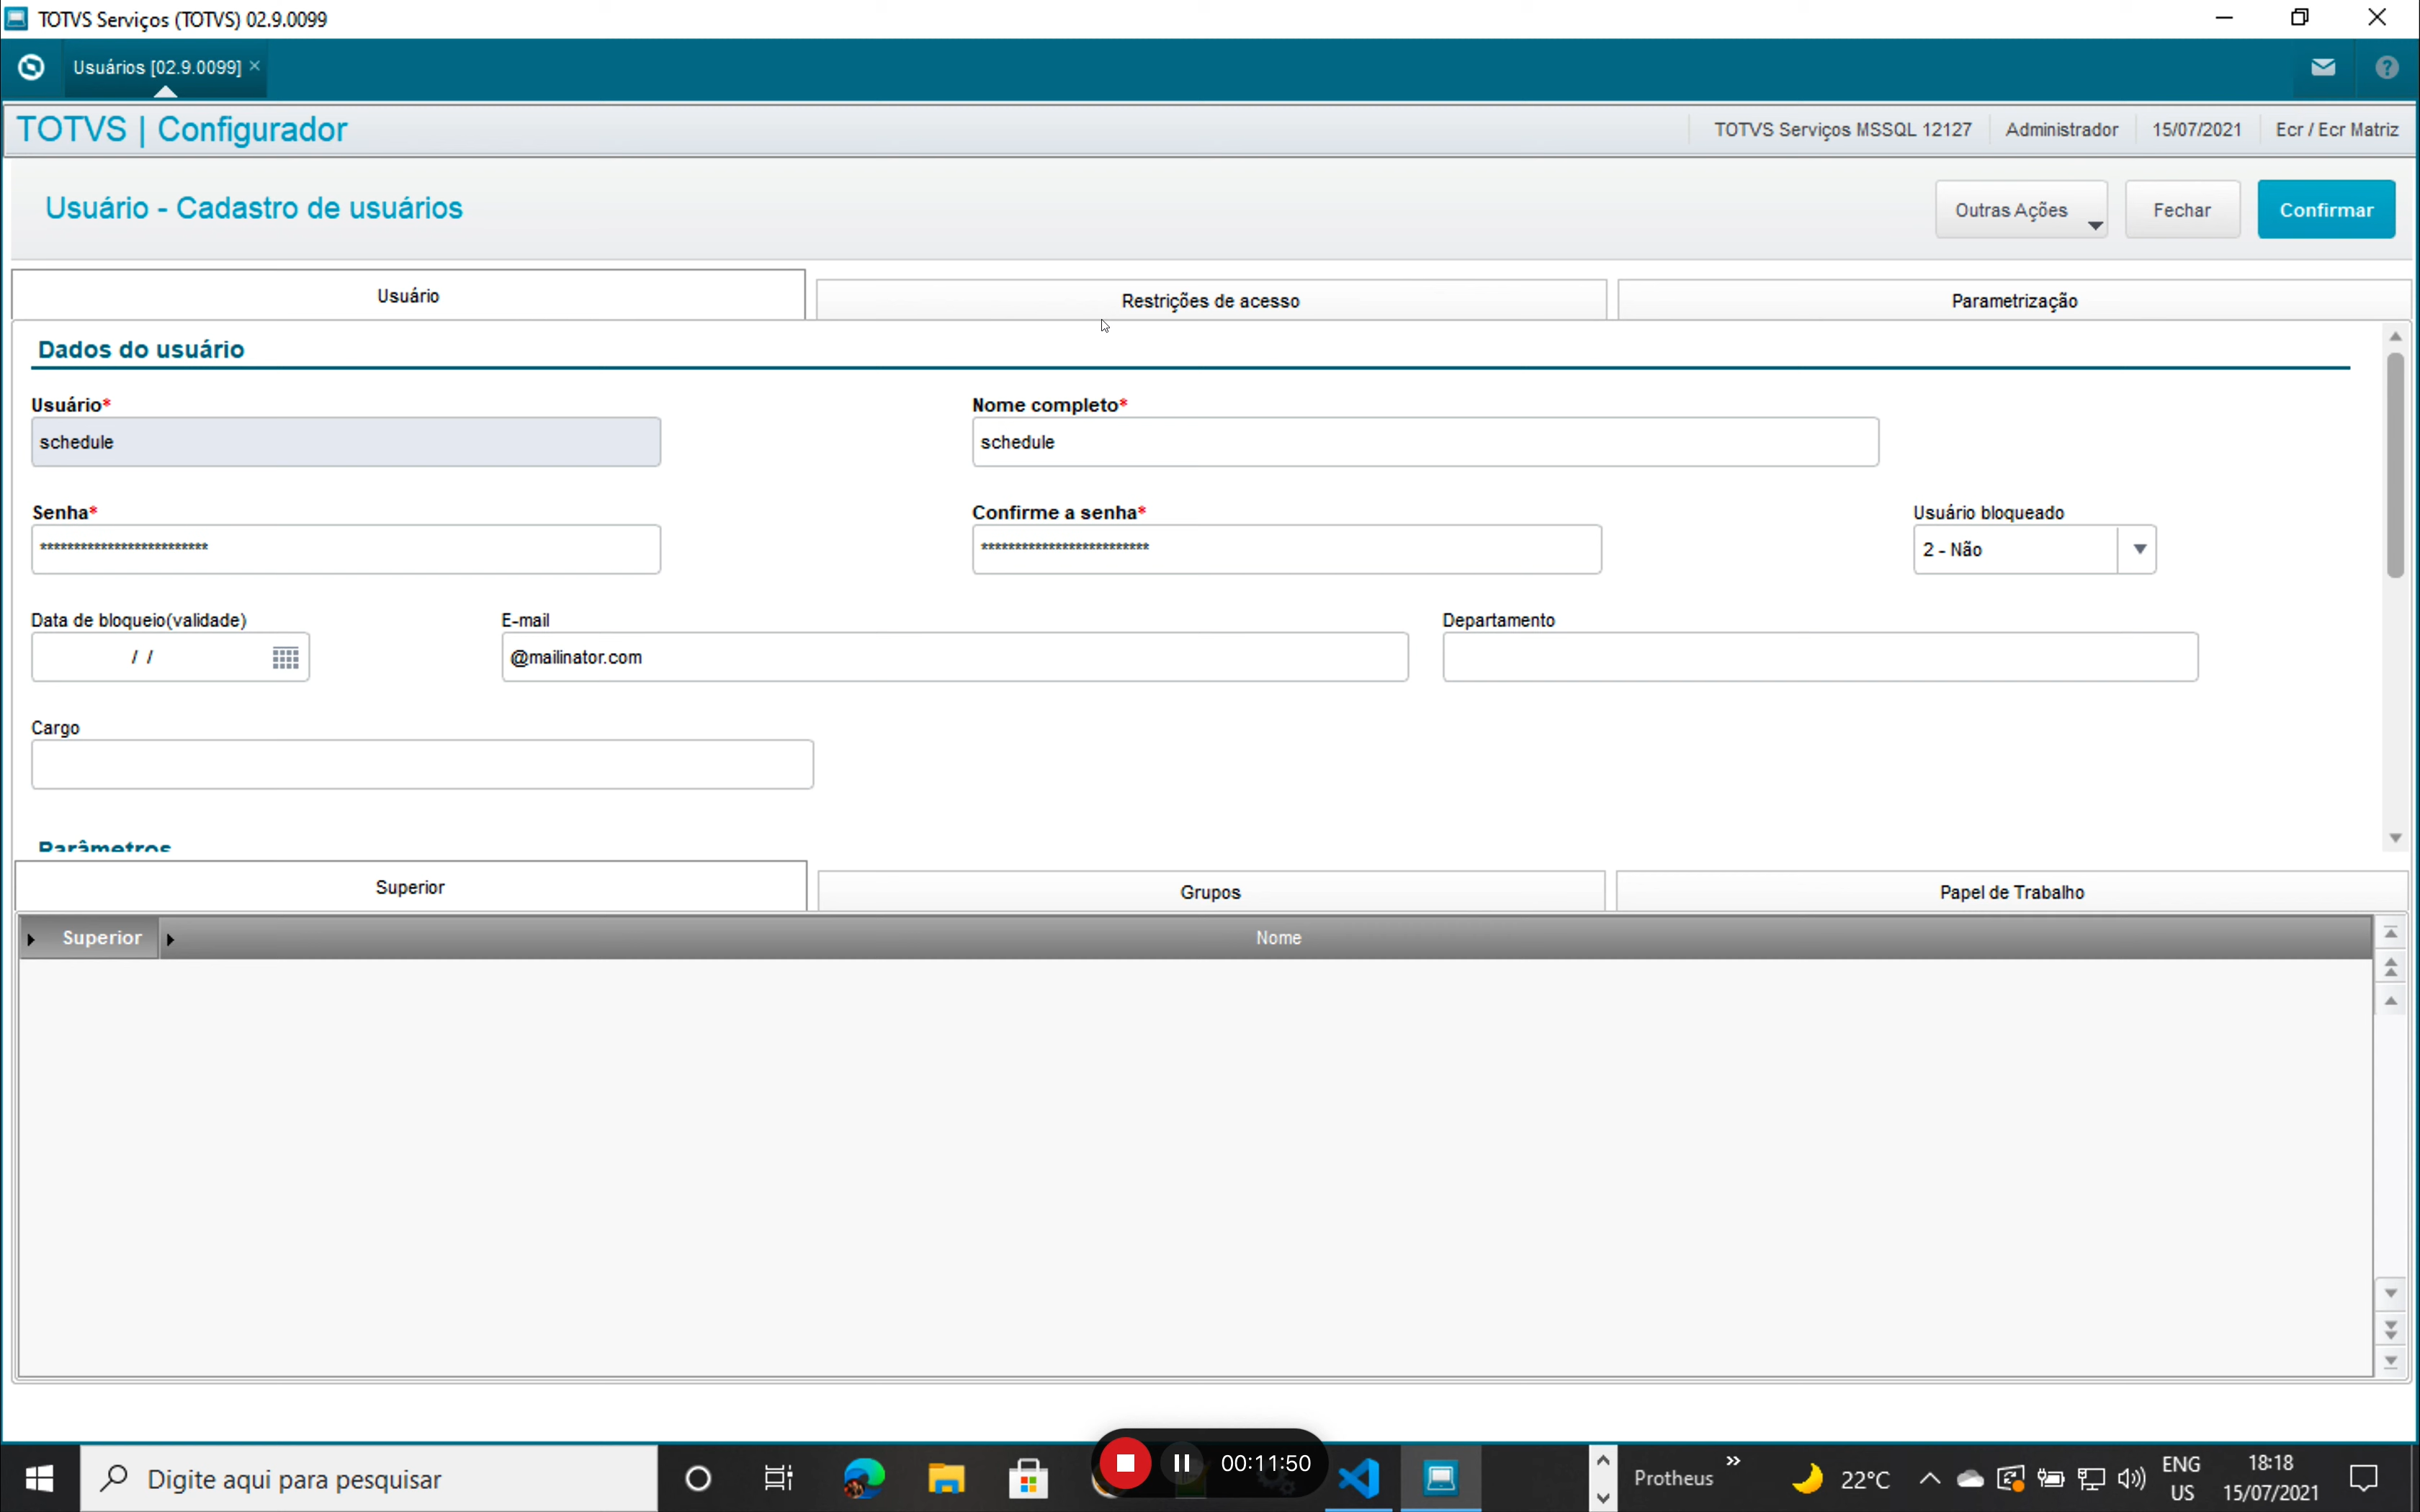 TOTVS Serviços (TOTVS) 02.9.0099
Usuários [02.9.0099]
TOTVS | Configurador
TOTVS Serviços MSSQL 12127 Administrador 15/07/2021 Ecr / Ecr Matriz
Usuário - Cadastro de usuários
Outras Ações Fechar Confirmar
Usuário Restrições de acesso Parametrização
Dados do usuário
Usuário* Nome completo*
schedule schedule
Senha* Confirme a senha* Usuário bloqueado
************************* ************************* 2 - Não
Data de bloqueio(validade) E-mail Departamento
/ / @mailinator.com
Cargo
Parâmetros
Superior Grupos Papel de Trabalho
Superior Nome
Digite aqui para pesquisar 00:11:50 Protheus » 22°C ENG 18:18
US 15/07/2021